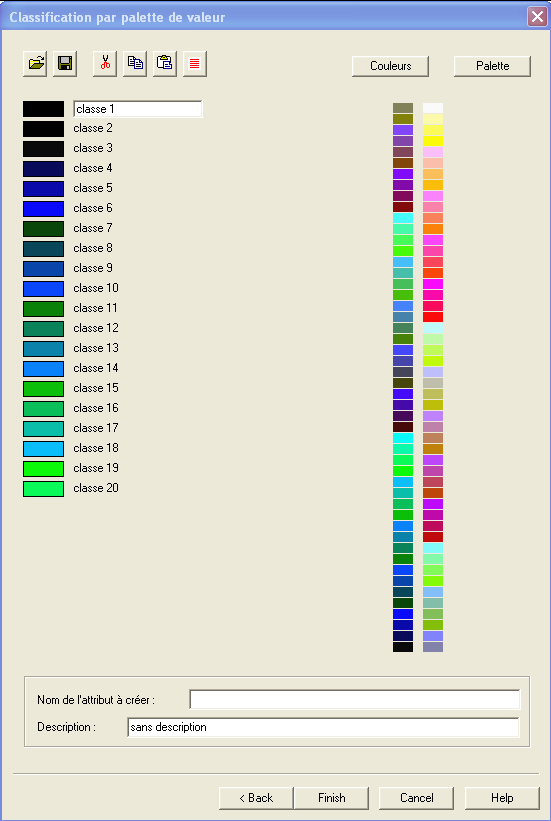 Classification par palette de valeur
Couleurs
Palette
classe 1
classe 2
classe 3
classe 4
classe 5
classe 6
classe 7
classe 8
classe 9
classe 10
classe 11
classe 12
classe 13
classe 14
classe 15
classe 16
classe 17
classe 18
classe 19
classe 20
Nom de l'attribut à créer :
Description : sans description
< Back Finish Cancel Help